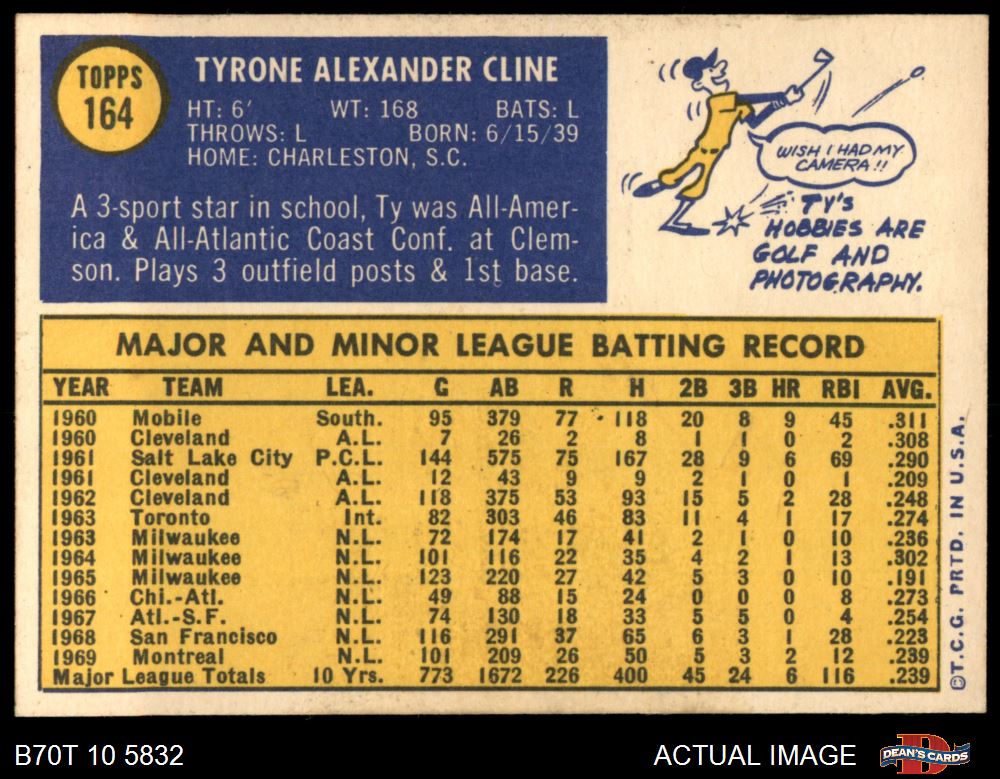 TOPPS
164
TYRONE ALEXANDER CLINE
HT: 6' WT: 168 BATS: L
THROWS: L BORN: 6/15/39
HOME: CHARLESTON, S.C.
A 3-sport star in school, Ty was All-Amer-
ica & All-Atlantic Coast Conf. at Clem-
son. Plays 3 outfield posts & 1st base.
WISH I HAD MY
CAMERA!!
TY'S
HOBBIES ARE
GOLF AND
PHOTOGRAPHY.
MAJOR AND MINOR LEAGUE BATTING RECORD
YEAR TEAM LEA. G AB R H 2B 3B HR RBI AVG.
1960 Mobile South. 95 379 77 118 20 8 9 45 .311
1960 Cleveland A.L. 7 26 2 8 1 1 0 2 .308
1961 Salt Lake City P.C.L. 144 575 75 167 28 9 6 69 .290
1961 Cleveland A.L. 12 43 9 9 2 1 0 1 .209
1962 Cleveland A.L. 118 375 53 93 15 5 2 28 .248
1963 Toronto Int. 82 303 46 83 11 4 1 17 .274
1963 Milwaukee N.L. 72 174 17 41 2 1 0 10 .236
1964 Milwaukee N.L. 101 116 22 35 4 2 1 13 .302
1965 Milwaukee N.L. 123 220 27 42 5 3 0 10 .191
1966 Chi.-Atl. N.L. 49 88 15 24 0 0 0 8 .273
1967 Atl.-S.F. N.L. 74 130 18 33 5 5 0 4 .254
1968 San Francisco N.L. 116 291 37 65 6 3 1 28 .223
1969 Montreal N.L. 101 209 26 50 5 3 2 12 .239
Major League Totals 10 Yrs. 773 1672 226 400 45 24 6 116 .239
©T.C.G. PRTD. IN U.S.A.
B70T 10 5832 ACTUAL IMAGE
DEAN'S CARDS